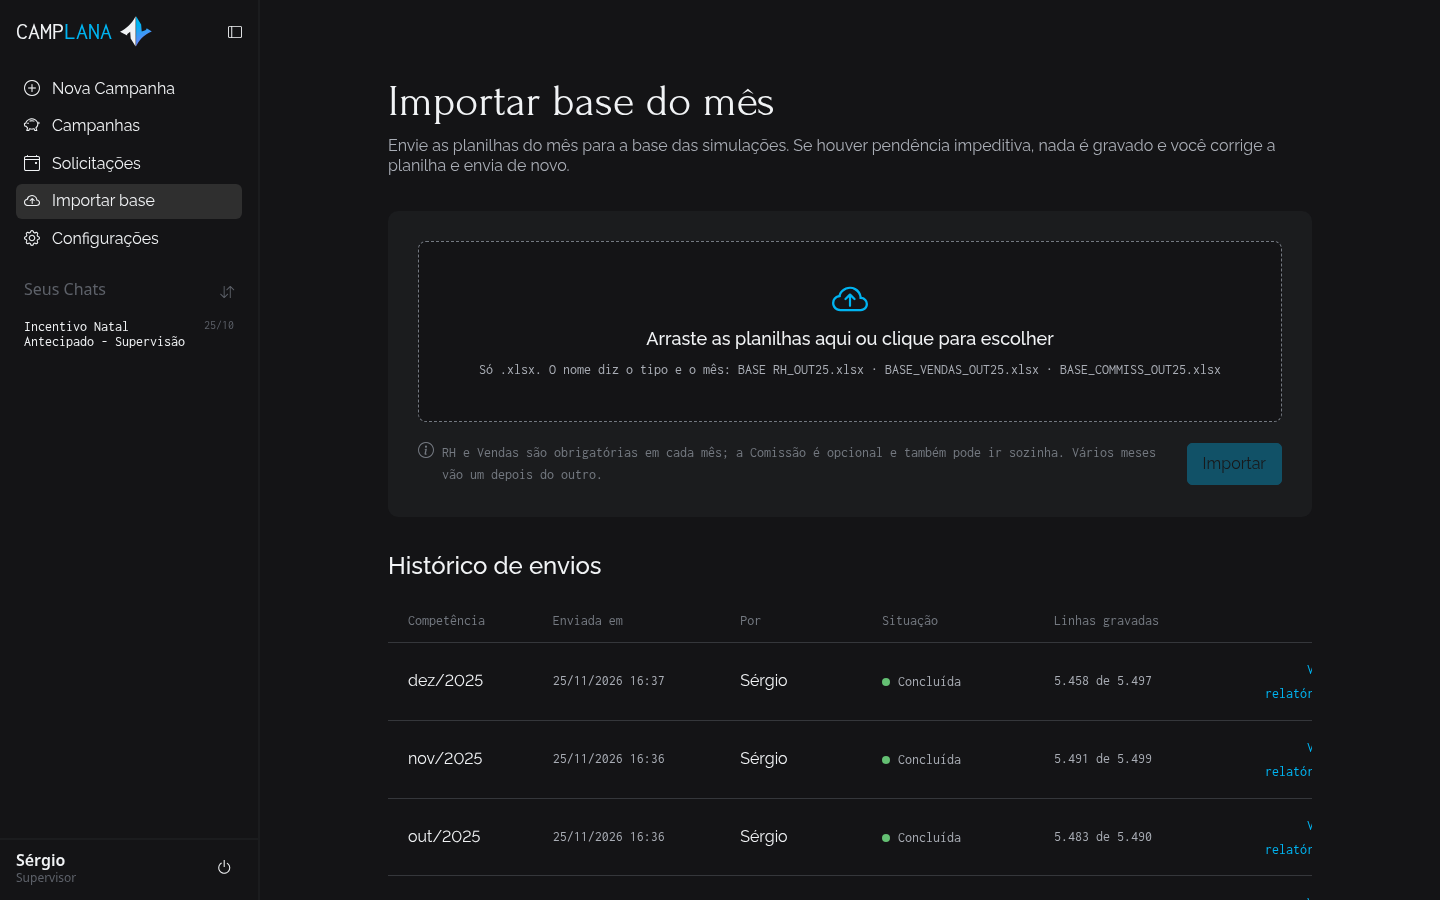 CAMPLANA
Nova Campanha
Campanhas
Solicitações
Importar base
Configurações
Seus Chats
Incentivo Natal
Antecipado - Supervisão
25/10
Sérgio
Supervisor
Importar base do mês
Envie as planilhas do mês para a base das simulações. Se houver pendência impeditiva, nada é gravado e você corrige a
planilha e envia de novo.
Arraste as planilhas aqui ou clique para escolher
Só .xlsx. O nome diz o tipo e o mês: BASE RH_OUT25.xlsx · BASE_VENDAS_OUT25.xlsx · BASE_COMMISS_OUT25.xlsx
RH e Vendas são obrigatórias em cada mês; a Comissão é opcional e também pode ir sozinha. Vários meses
vão um depois do outro.
Importar
Histórico de envios
Competência Enviada em Por Situação Linhas gravadas
dez/2025 25/11/2026 16:37 Sérgio Concluída 5.458 de 5.497
relatór
nov/2025 25/11/2026 16:36 Sérgio Concluída 5.491 de 5.499
relatór
out/2025 25/11/2026 16:36 Sérgio Concluída 5.483 de 5.490
relatór